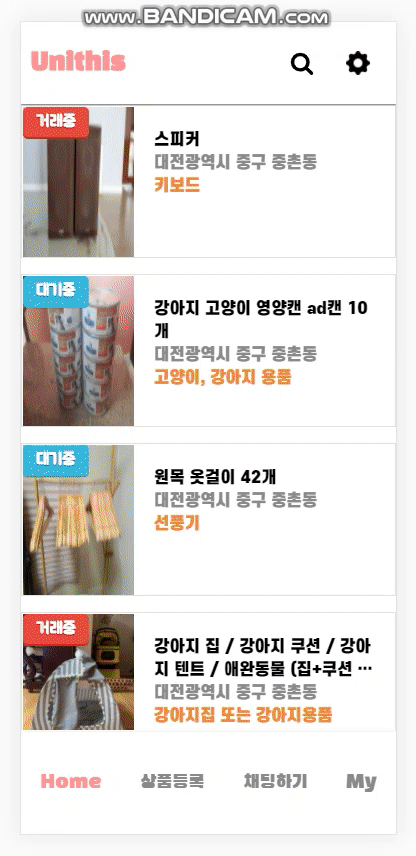 www.BANDICAM.com
Unithis
거래중
스피커
대전광역시 중구 중촌동
키보드
대기중
강아지 고양이 영양캔 ad캔 10
개
대전광역시 중구 중촌동
고양이, 강아지 용품
대기중
원목 옷걸이 42개
대전광역시 중구 중촌동
선풍기
거래중
강아지 집 / 강아지 쿠션 / 강아
지 텐트 / 애완동물 (집+쿠션 …
대전광역시 중구 중촌동
강아지집 또는 강아지용품
Home 상품등록 채팅하기 My